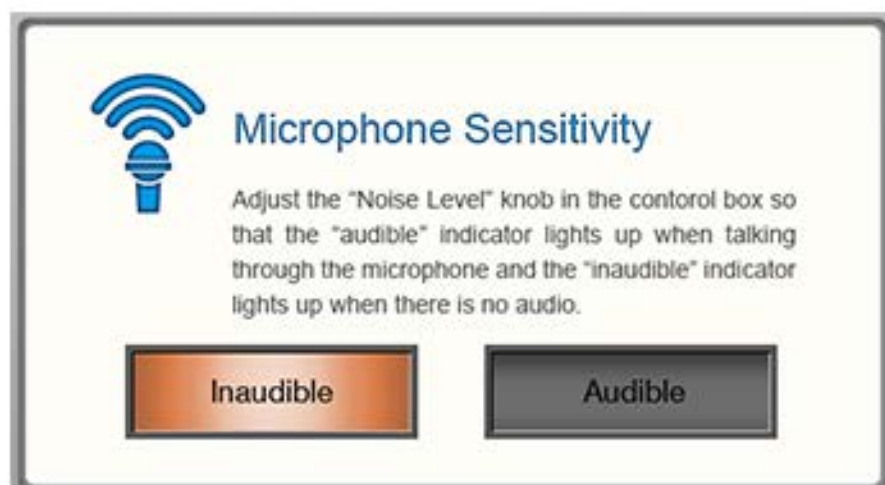 Microphone Sensitivity
Adjust the “Noise Level” knob in the contorol box so
that the “audible” indicator lights up when talking
through the microphone and the “inaudible” indicator
lights up when there is no audio.
Inaudible Audible